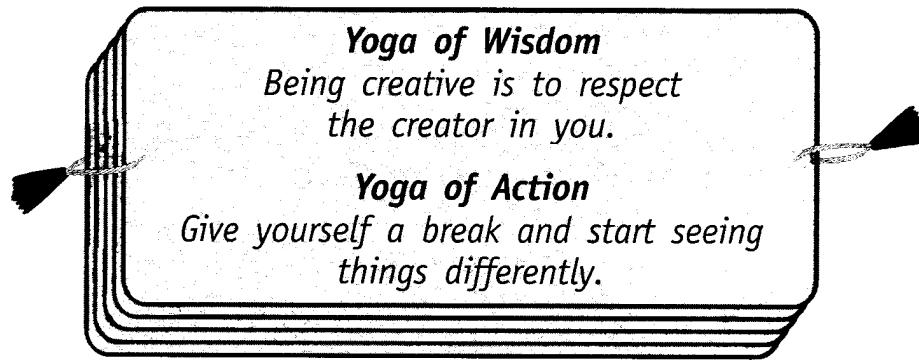 Yoga of Wisdom
Being creative is to respect
the creator in you.
Yoga of Action
Give yourself a break and start seeing
things differently.